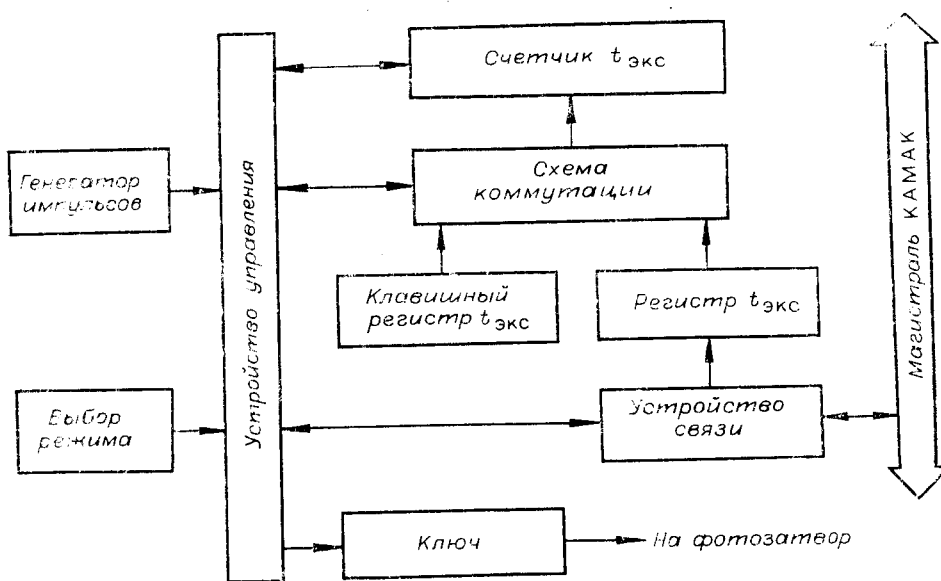 Счетчик tэкс
Генератор
импульсов
Схема
коммутации
Устройство управления
Клавишный
регистр tэкс
Регистр tэкс
Магистраль КАМАК
Выбор
режима
Устройство
связи
Ключ
На фотозатвор